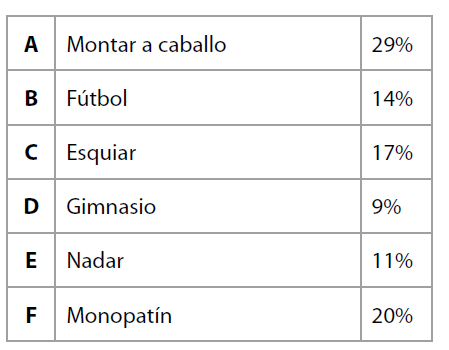 A Montar a caballo 29%
B Fútbol 14%
C Esquiar 17%
D Gimnasio 9%
E Nadar 11%
F Monopatín 20%